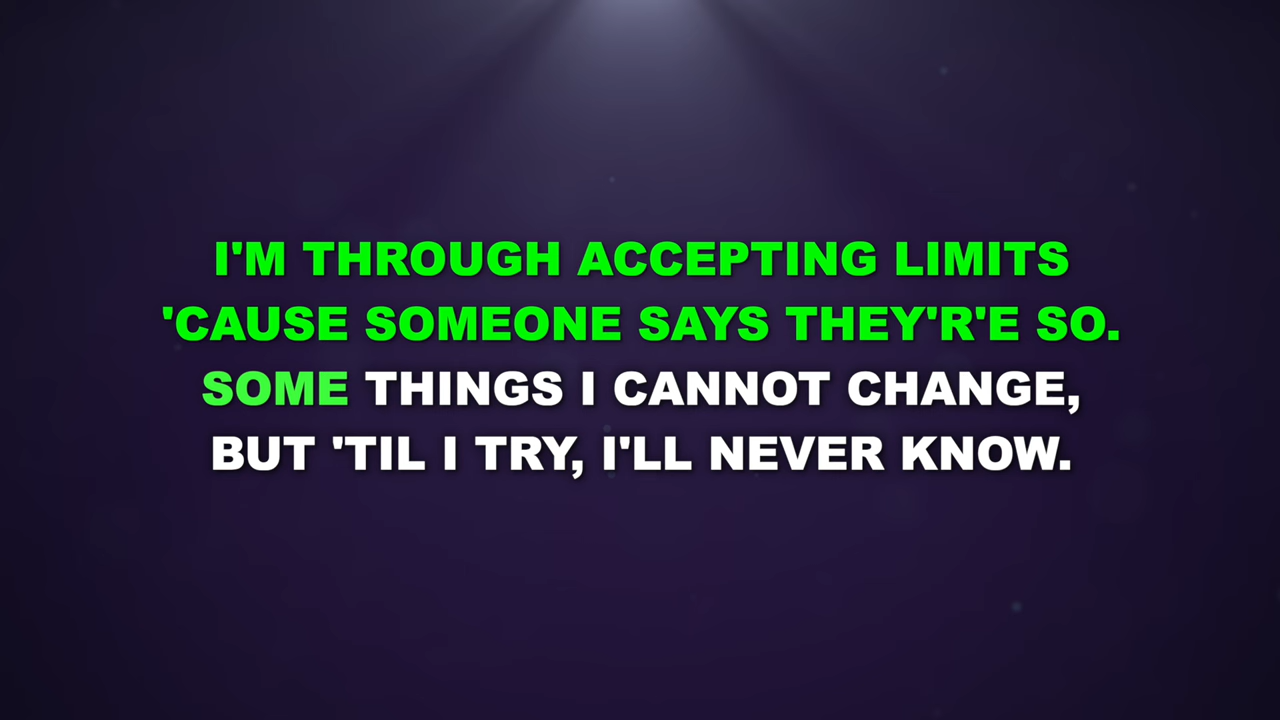 I'M THROUGH ACCEPTING LIMITS
'CAUSE SOMEONE SAYS THEY'R'E SO.
SOME THINGS I CANNOT CHANGE,
BUT 'TIL I TRY, I'LL NEVER KNOW.